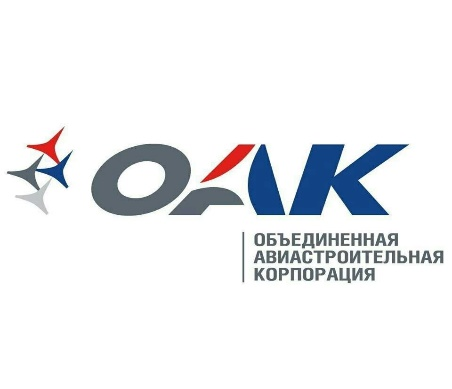 ОАК
ОБЪЕДИНЕННАЯ
АВИАСТРОИТЕЛЬНАЯ
КОРПОРАЦИЯ